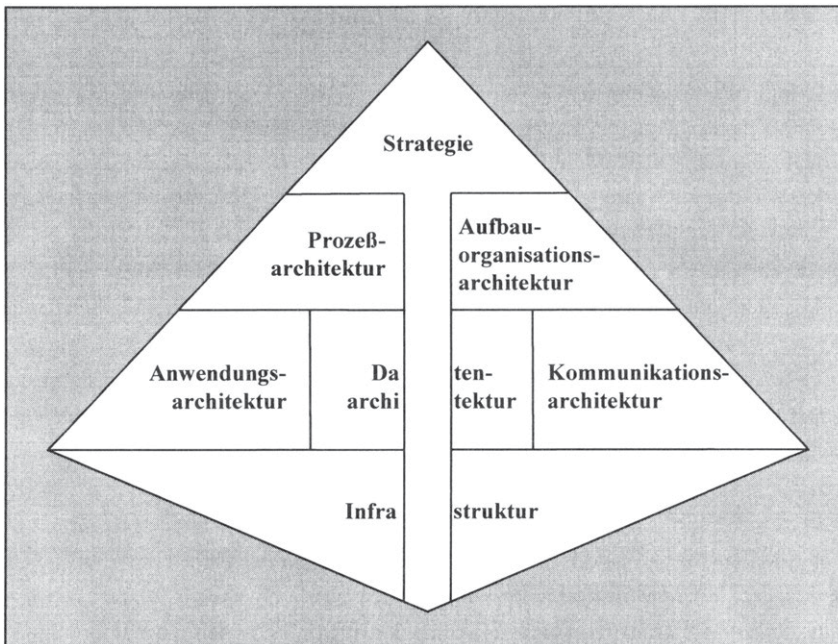 Strategie
Prozeß-
architektur
Aufbau-
organisations-
architektur
Anwendungs-
architektur
Da ten-
archi tektur
Kommunikations-
architektur
Infra struktur